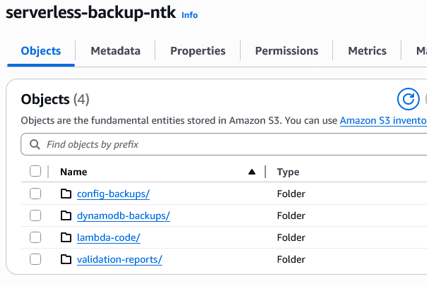 serverless-backup-ntk Info
Objects Metadata Properties Permissions Metrics
Objects (4)
Objects are the fundamental entities stored in Amazon S3. You can use Amazon S3 invento
Find objects by prefix
Name Type
config-backups/ Folder
dynamodb-backups/ Folder
lambda-code/ Folder
validation-reports/ Folder